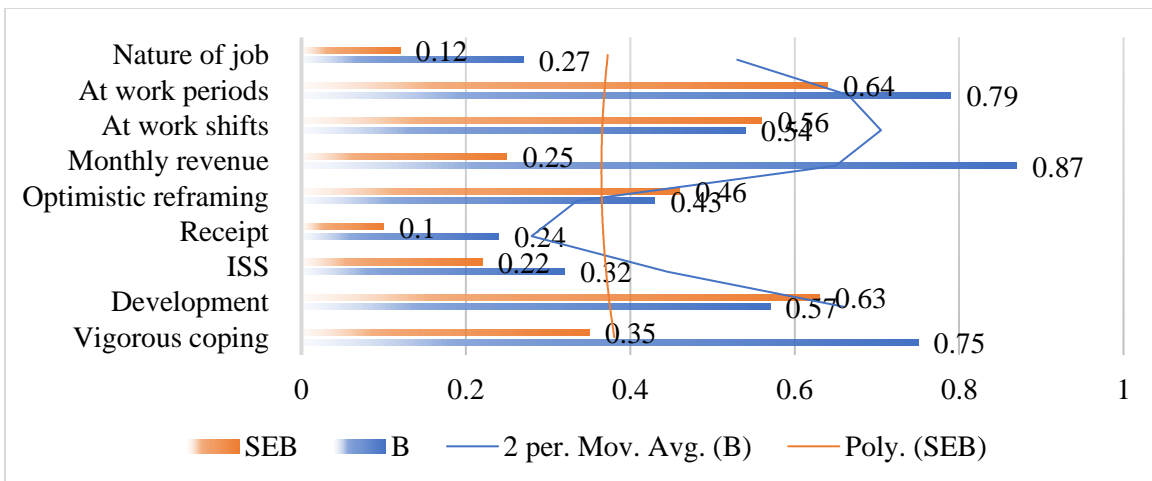 Nature of job 0.12 0.27
At work periods 0.64 0.79
At work shifts 0.56 0.54
Monthly revenue 0.25 0.87
Optimistic reframing 0.46 0.43
Receipt 0.1 0.24
ISS 0.22 0.32
Development 0.63 0.57
Vigorous coping 0.35 0.75
0 0.2 0.4 0.6 0.8 1
SEB B 2 per. Mov. Avg. (B) Poly. (SEB)